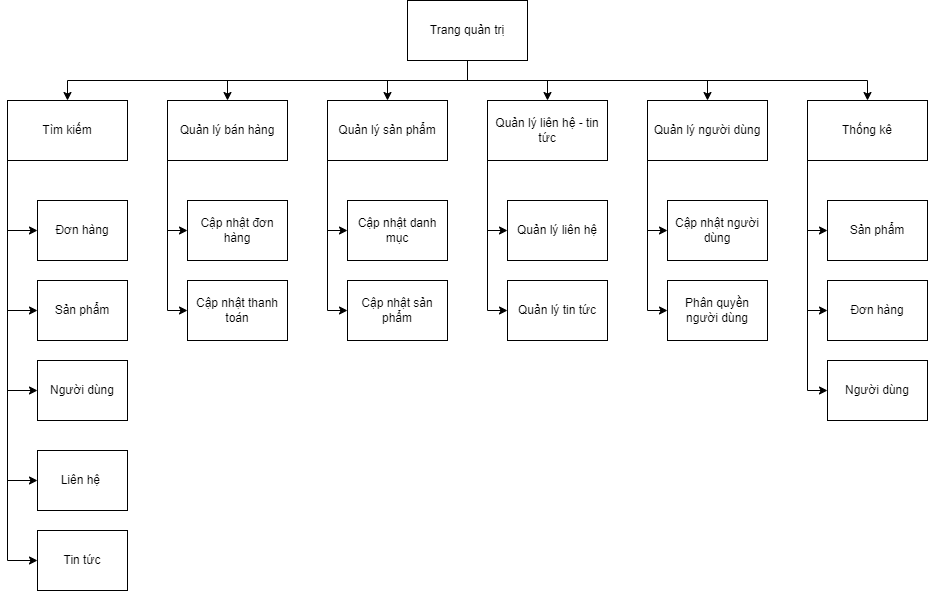 Trang quản trị
Tìm kiếm
Quản lý bán hàng
Quản lý sản phẩm
Quản lý liên hệ - tin
tức
Quản lý người dùng
Thống kê
Đơn hàng
Cập nhật đơn
hàng
Cập nhật danh
mục
Quản lý liên hệ
Cập nhật người
dùng
Sản phẩm
Sản phẩm
Cập nhật thanh
toán
Cập nhật sản
phẩm
Quản lý tin tức
Phân quyền
người dùng
Đơn hàng
Người dùng
Người dùng
Liên hệ
Tin tức